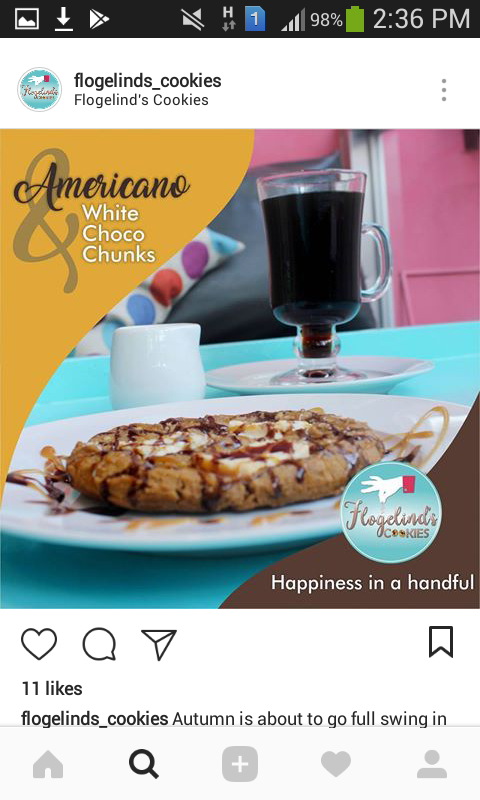 H
1
98%
2:36 PM
flogelinds_cookies
Flogelind's Cookies
&
Americano
White
Choco
Chunks
Flogelind's
COOKIES
Happiness in a handful
11 likes
flogelinds_cookies Autumn is about to go full swing in